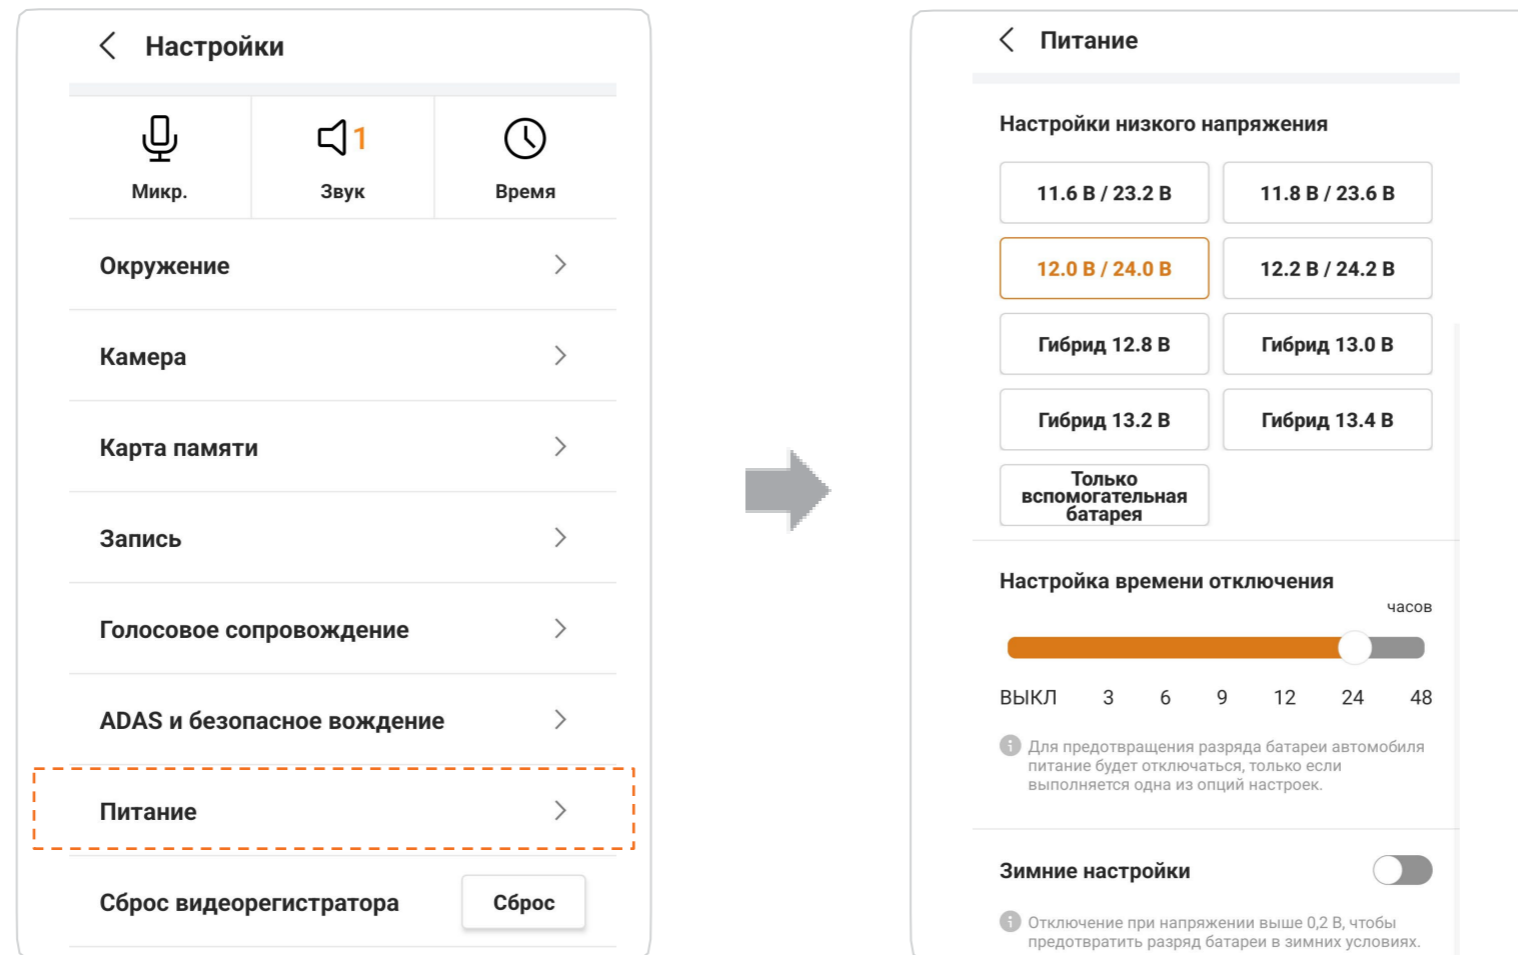 Настройки
1
Микр.
Звук
Время
Окружение
Камера
Карта памяти
Запись
Голосовое сопровождение
ADAS и безопасное вождение
Питание
Сброс видеорегистратора
Сброс
Питание
Настройки низкого напряжения
11.6 В / 23.2 В
11.8 В / 23.6 В
12.0 В / 24.0 В
12.2 В / 24.2 В
Гибрид 12.8 В
Гибрид 13.0 В
Гибрид 13.2 В
Гибрид 13.4 В
Только
вспомогательная
батарея
Настройка времени отключения
часов
ВЫКЛ 3 6 9 12 24 48
Для предотвращения разряда батареи автомобиля
питание будет отключаться, только если
выполняется одна из опций настроек.
Зимние настройки
Отключение при напряжении выше 0,2 В, чтобы
предотвратить разряд батареи в зимних условиях.